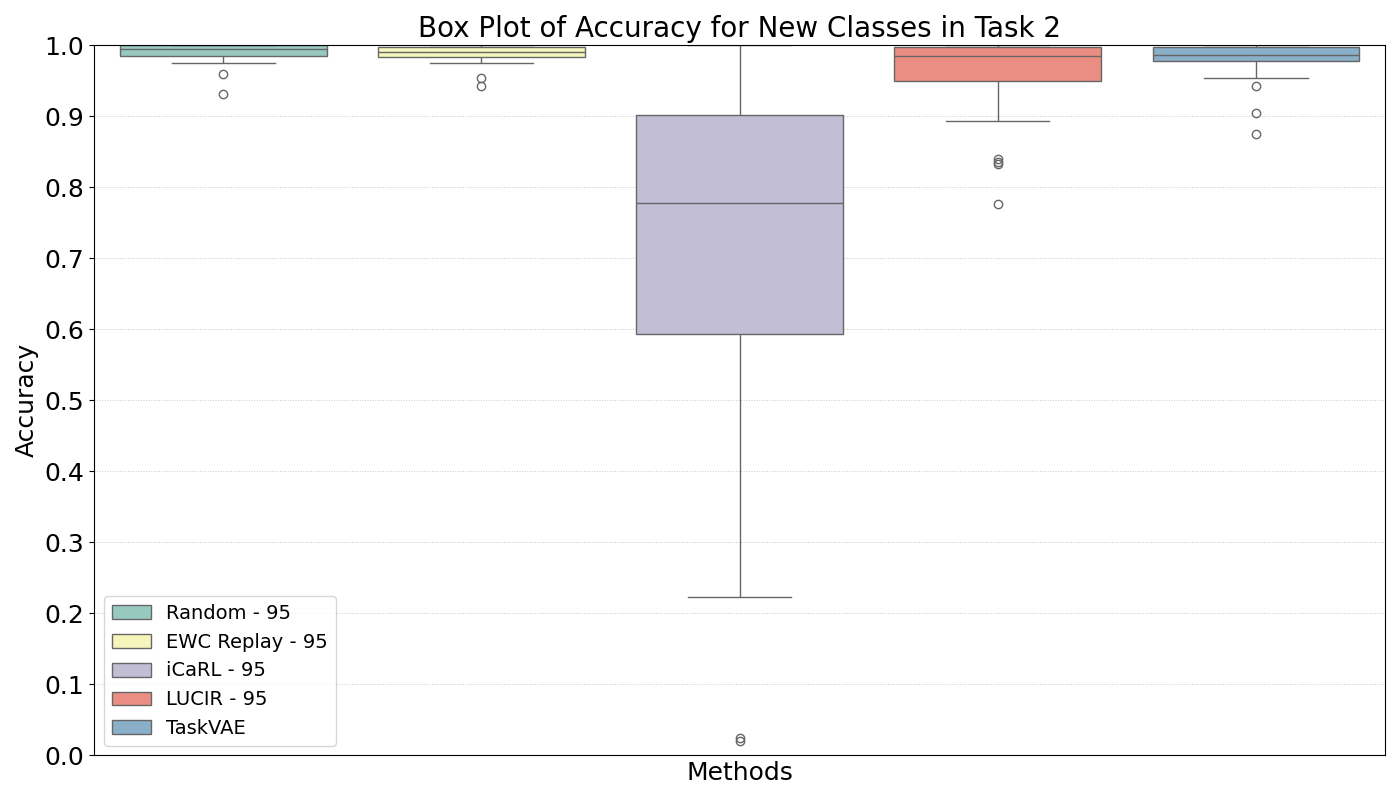 Box Plot of Accuracy for New Classes in Task 2
1.0
0.9
0.8
0.7
0.6
0.5
0.4
0.3
0.2
0.1
0.0
Accuracy
Methods
Random - 95
EWC Replay - 95
iCaRL - 95
LUCIR - 95
TaskVAE